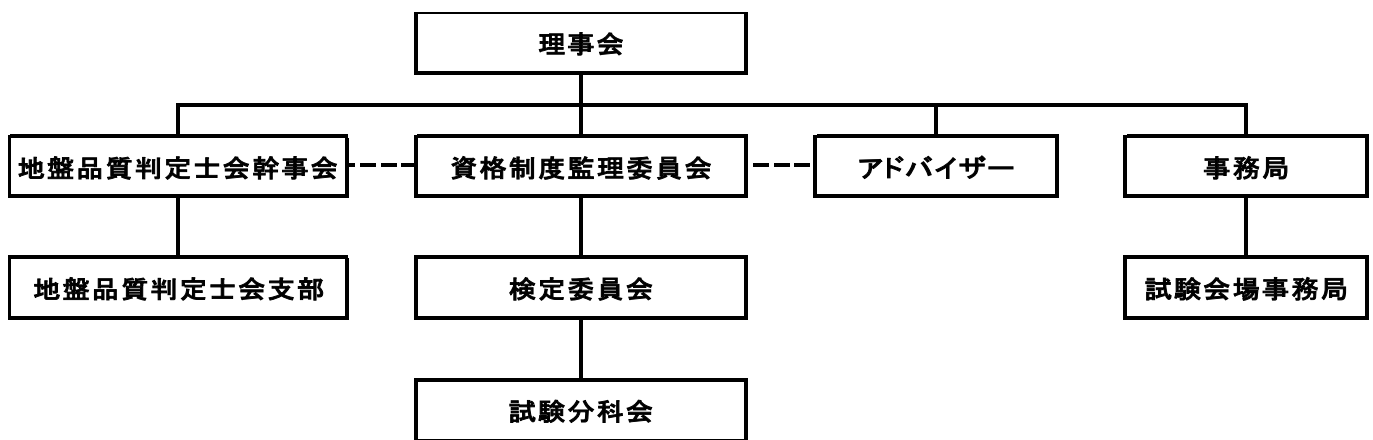 理事会
地盤品質判定士会幹事会
資格制度監理委員会
アドバイザー
事務局
地盤品質判定士会支部
検定委員会
試験会場事務局
試験分科会